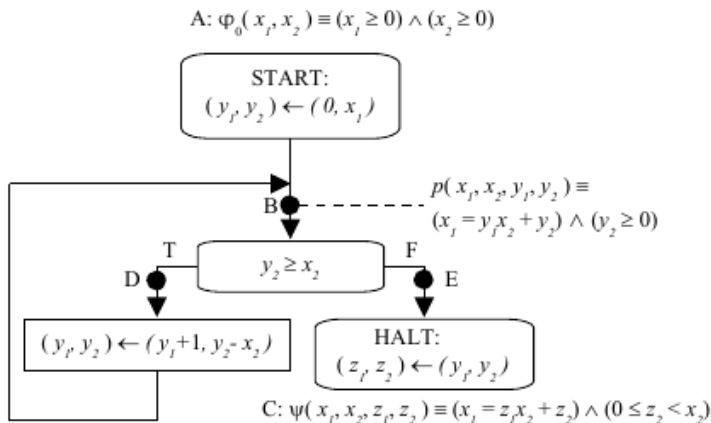 A: φ₀( x₁, x₂ ) ≡ (x₁ ≥ 0) ∧ (x₂ ≥ 0)
START:
( y₁, y₂ ) ← ( 0, x₁ )
B
p( x₁, x₂, y₁, y₂ ) ≡
(x₁ = y₁x₂ + y₂) ∧ (y₂ ≥ 0)
T
F
y₂ ≥ x₂
D
E
( y₁, y₂ ) ← ( y₁+1, y₂- x₂ )
HALT:
( z₁, z₂ ) ← ( y₁, y₂ )
C: ψ( x₁, x₂, z₁, z₂ ) ≡ (x₁ = z₁x₂ + z₂) ∧ (0 ≤ z₂ < x₂)